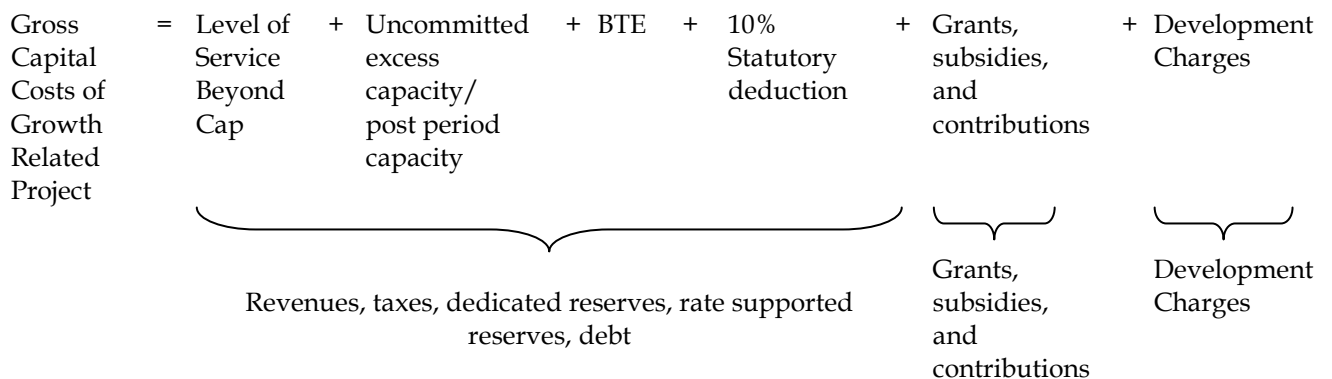 Gross Capital Costs of Growth Related Project
=
Level of Service Beyond Cap
+
Uncommitted excess capacity/ post period capacity
+ BTE +
10% Statutory deduction
+
Grants, subsidies, and contributions
+
Development Charges
Revenues, taxes, dedicated reserves, rate supported
reserves, debt
Grants,
subsidies,
and
contributions
Development
Charges